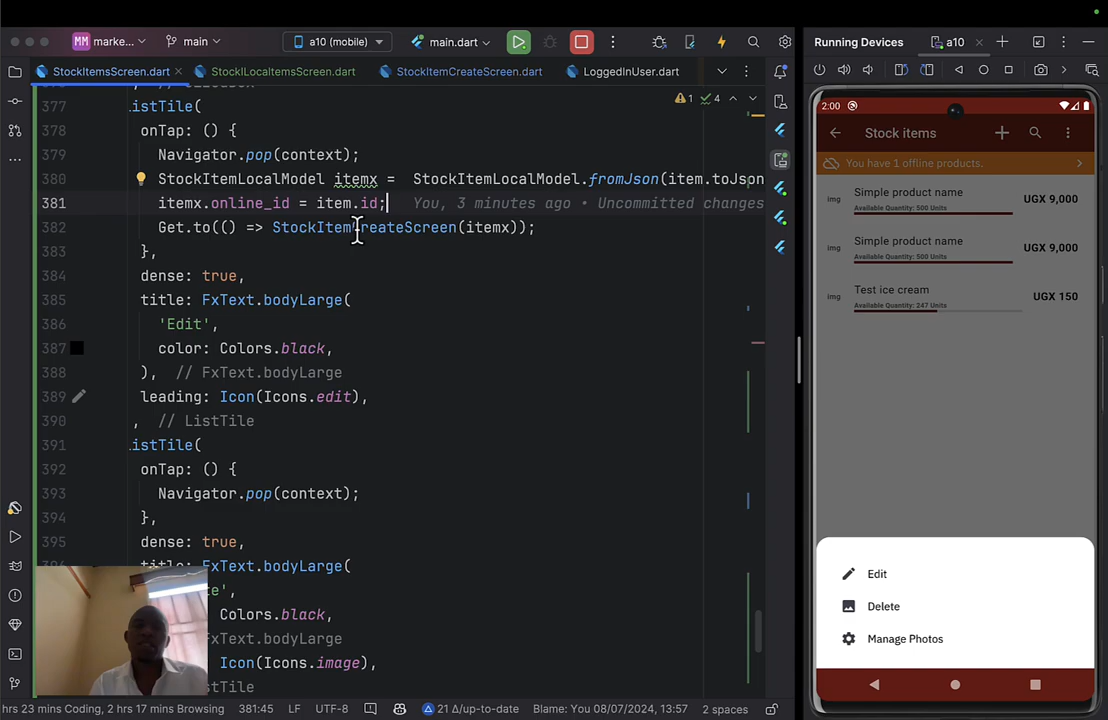 MM marke...
main
a10 (mobile)
main.dart
Running Devices
a10
StockItemsScreen.dart
StockILocaltemsScreen.dart
StockItemCreateScreen.dart
LoggedInUser.dart
377 istTile(
1 4
378 onTap: () {
379 Navigator.pop(context);
380 StockItemLocalModel itemx = StockItemLocalModel.fromJson(item.toJson
381 itemx.online_id = item.id; You, 3 minutes ago • Uncommitted changes
382 Get.to(() => StockItemCreateScreen(itemx));
383 },
384 dense: true,
385 title: FxText.bodyLarge(
386 'Edit',
387 color: Colors.black,
388 ), // FxText.bodyLarge
389 leading: Icon(Icons.edit),
390 , // ListTile
391 istTile(
392 onTap: () {
393 Navigator.pop(context);
394 },
395 dense: true,
title: FxText.bodyLarge(
te',
Colors.black,
FxText.bodyLarge
Icon(Icons.image),
istTile
hrs 23 mins Coding, 2 hrs 17 mins Browsing
381:45
LF
UTF-8
21 Δ/up-to-date
Blame: You 08/07/2024, 13:57
2 spaces
2:00
Stock items
You have 1 offline products.
img
Simple product name
Available Quantity: 500 Units
UGX 9,000
img
Simple product name
Available Quantity: 500 Units
UGX 9,000
img
Test ice cream
Available Quantity: 247 Units
UGX 150
Edit
Delete
Manage Photos